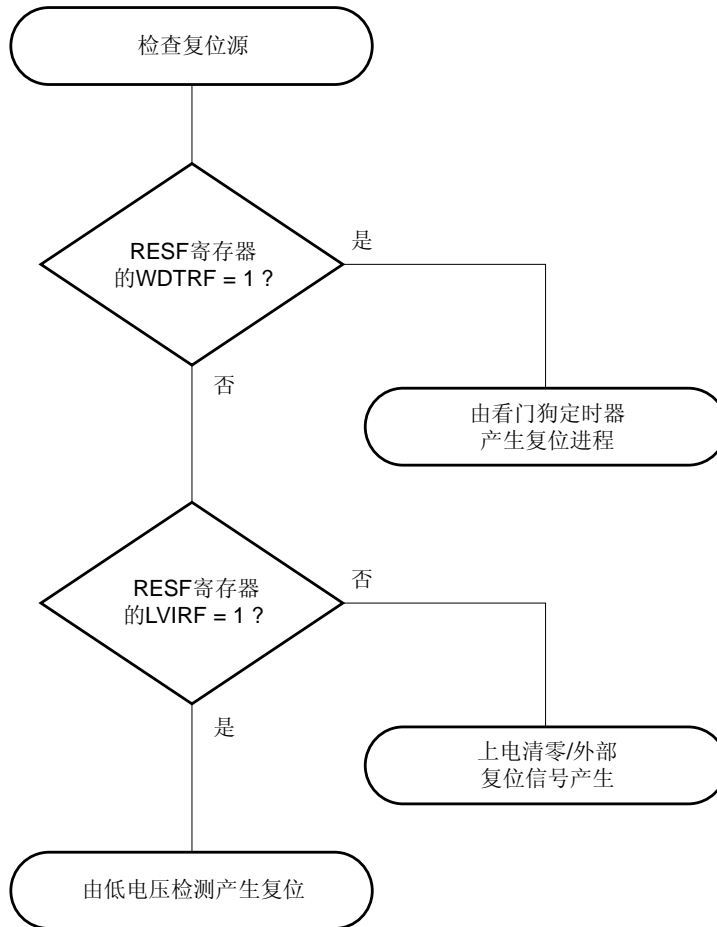 检查复位源
RESF寄存器
的WDTRF = 1 ?
是
否
由看门狗定时器
产生复位进程
RESF寄存器
的LVIRF = 1 ?
否
是
上电清零/外部
复位信号产生
由低电压检测产生复位